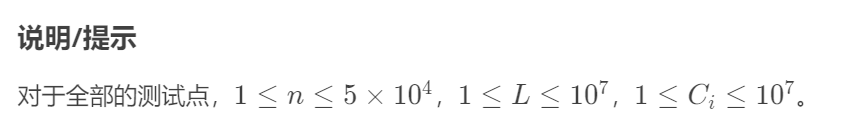 说明/提示
对于全部的测试点，1 ≤ n ≤ 5 × 10⁴，1 ≤ L ≤ 10⁷，1 ≤ Cᵢ ≤ 10⁷。